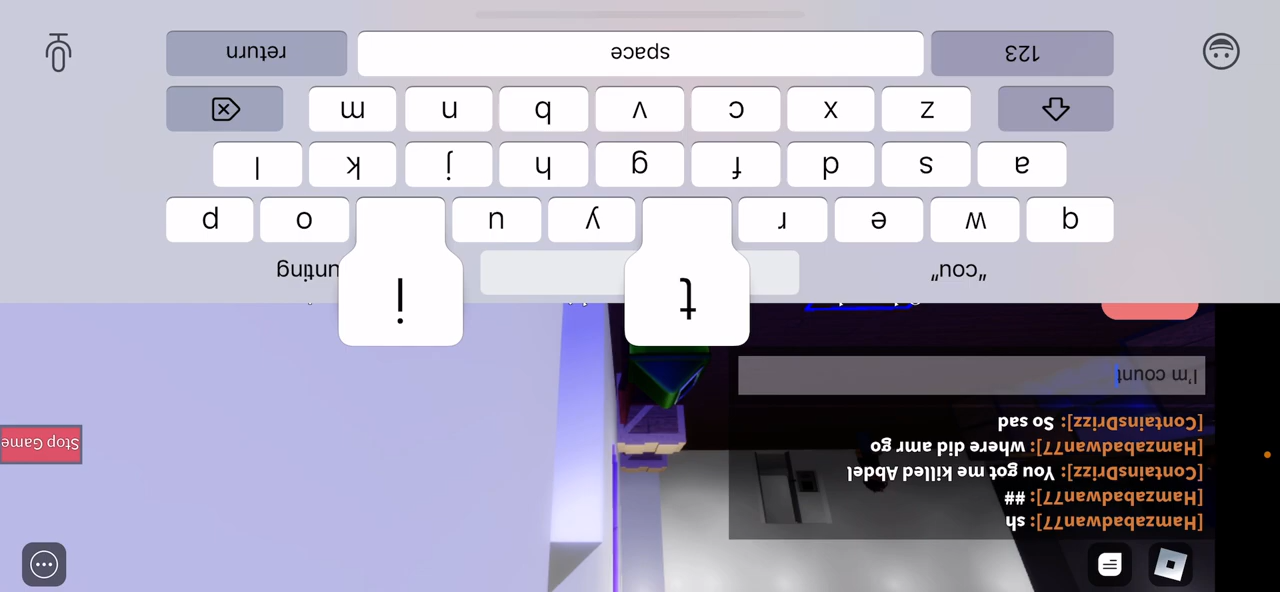 [Hamzabadwan77]: sh
[Hamzabadwan77]: ##
[ContainsDrizz]: You got me killed Abdel
[Hamzabadwan77]: where did amr go
[ContainsDrizz]: So sad
I'm count
Stop Game
"cou"
unting
q w e r t y u i o p
a s d f g h j k l
z x c v b n m
123 space return